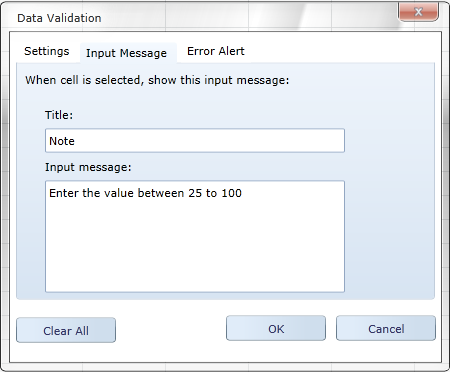 Data Validation
Settings Input Message Error Alert
When cell is selected, show this input message:
Title:
Note
Input message:
Enter the value between 25 to 100
Clear All OK Cancel